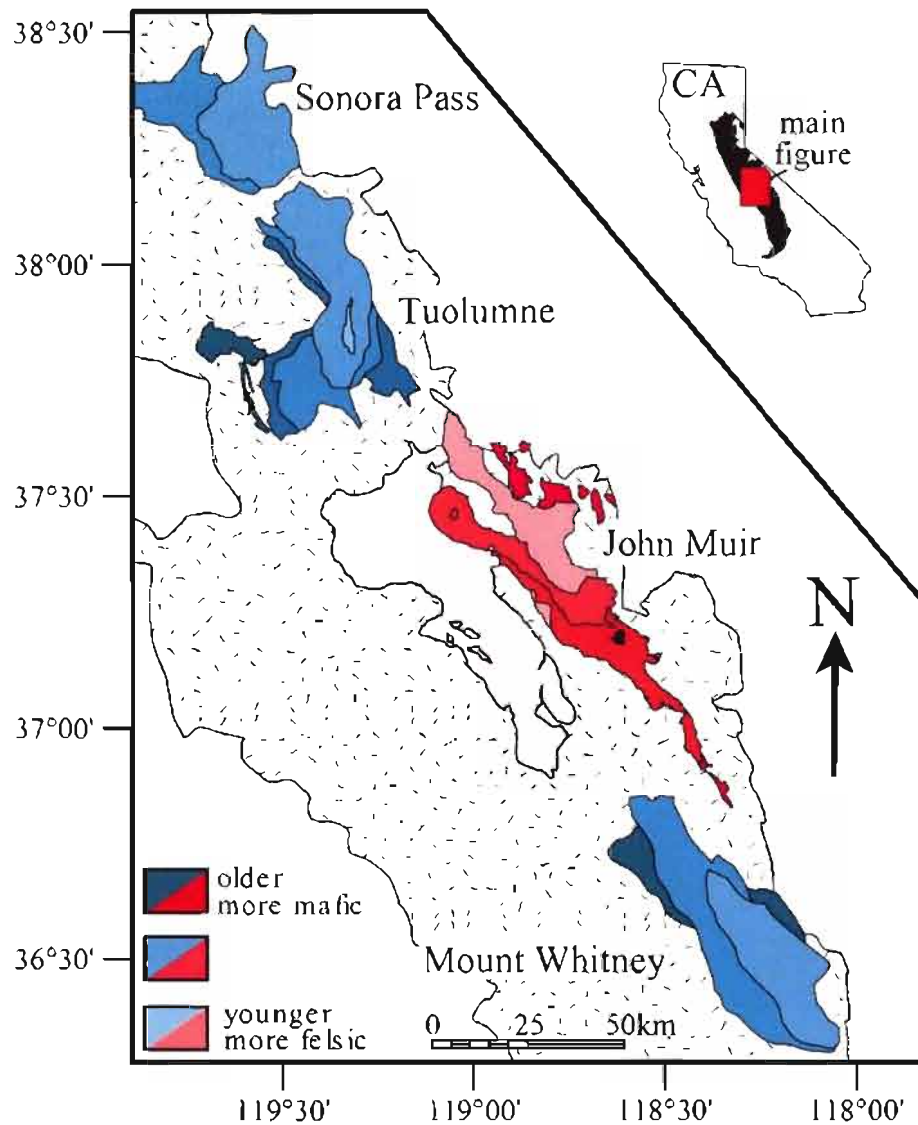 38°30'
38°00'
37°30'
37°00'
36°30'
Sonora Pass
CA
main
figure
Tuolumne
John Muir
N
Mount Whitney
older
more mafic
younger
more felsic
0 25 50km
119°30' 119°00' 118°30' 118°00'